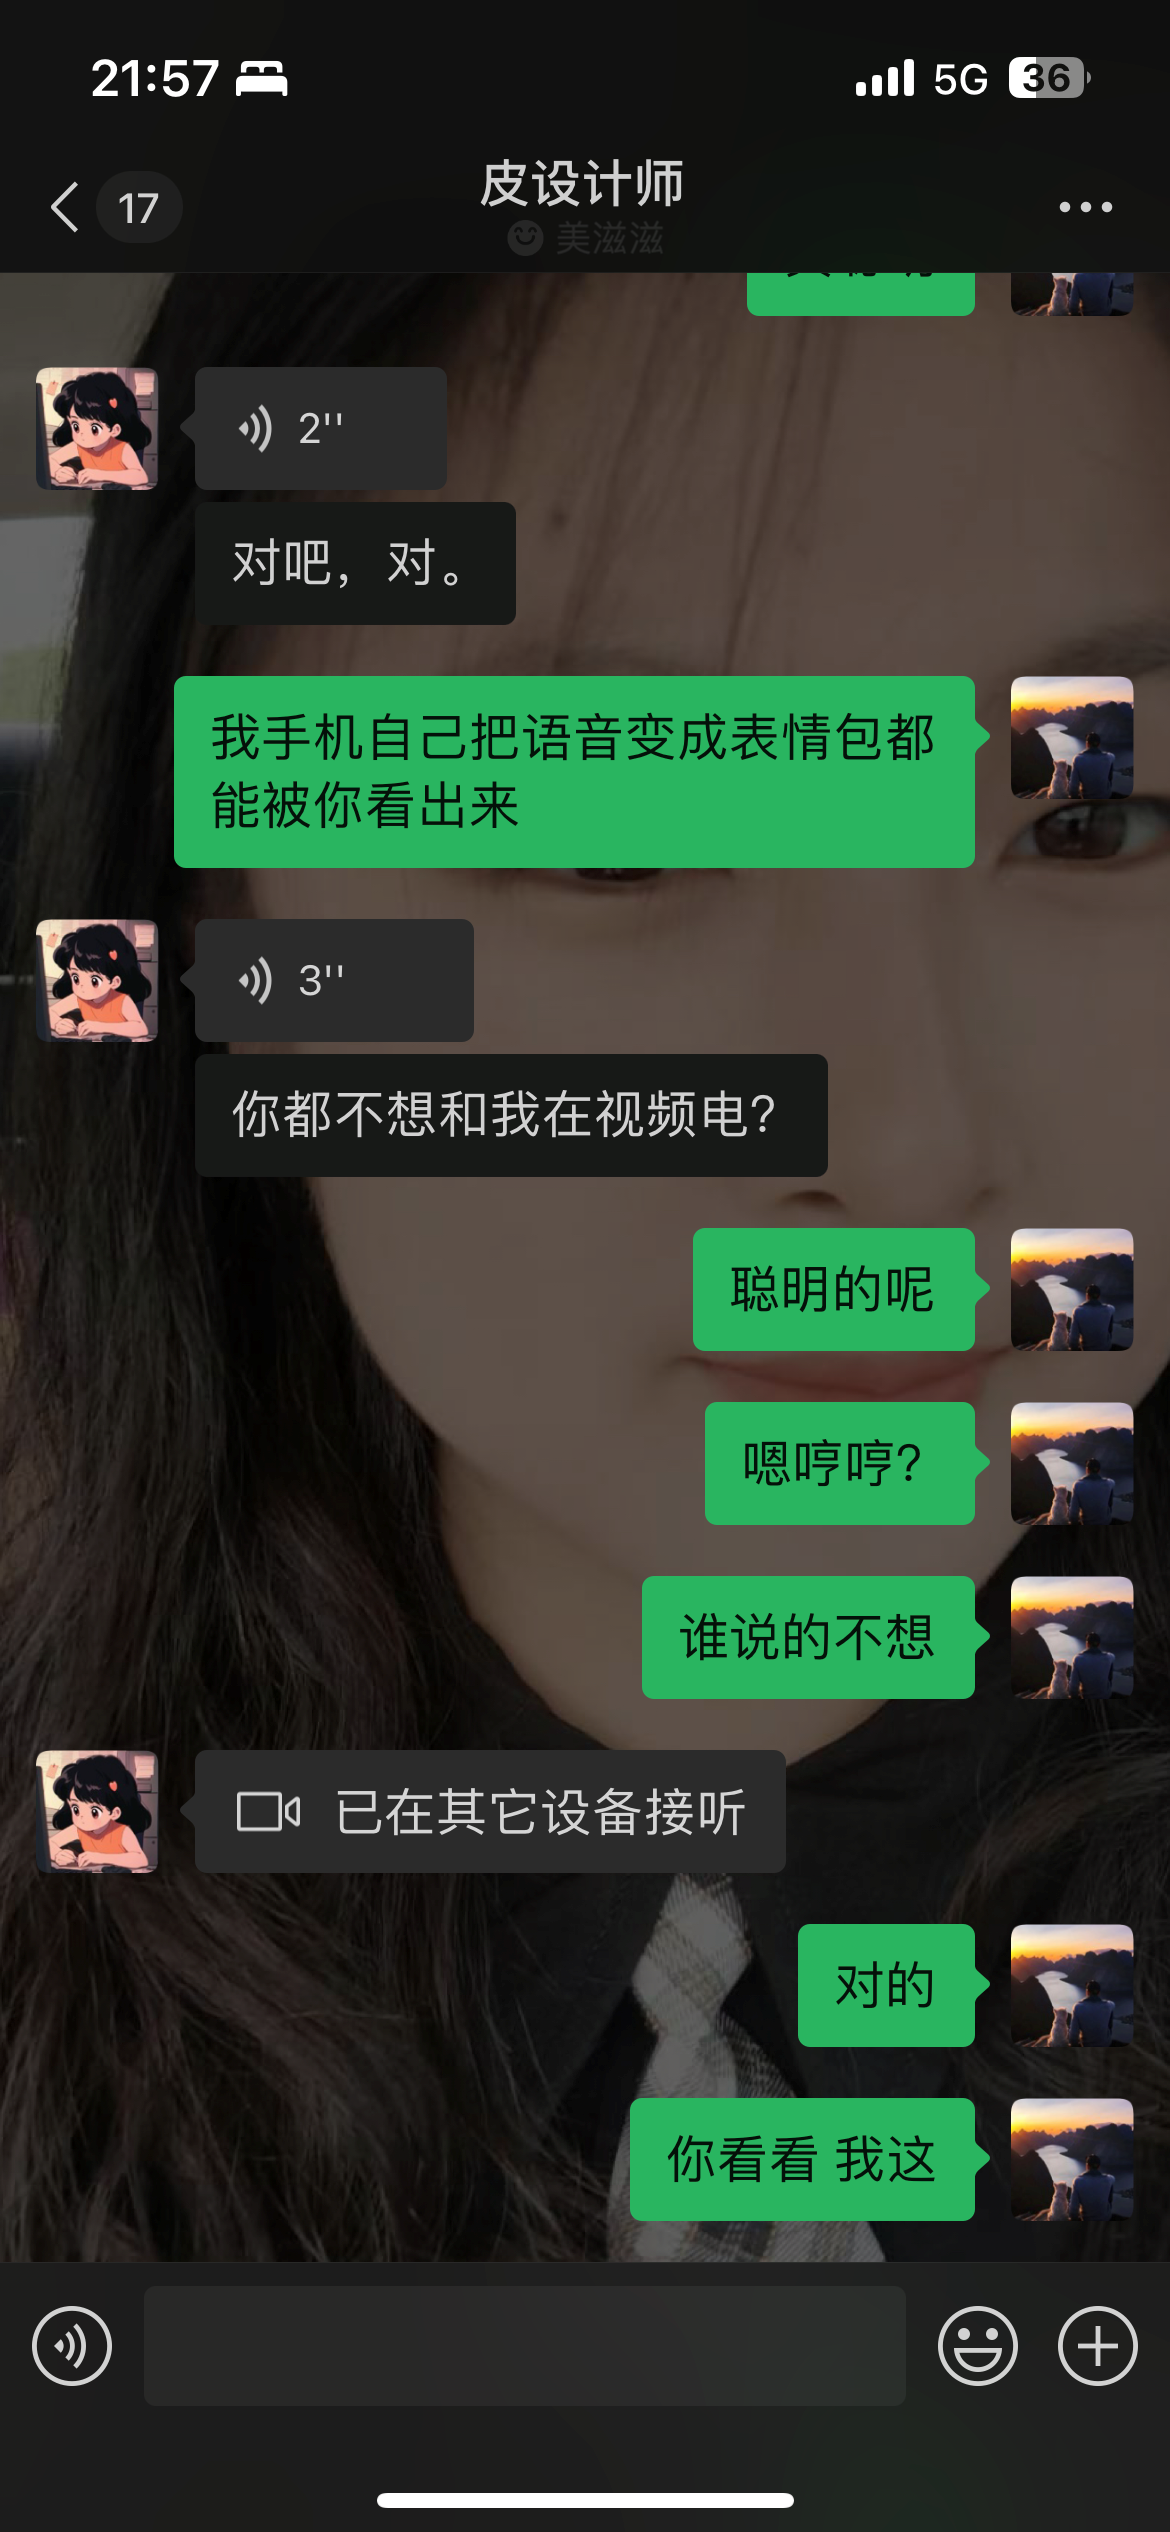 21:57
5G
36
17
皮设计师
美滋滋
2''
对吧，对。
我手机自己把语音变成表情包都
能被你看出来
3''
你都不想和我在视频电?
聪明的呢
嗯哼哼?
谁说的不想
已在其它设备接听
对的
你看看 我这